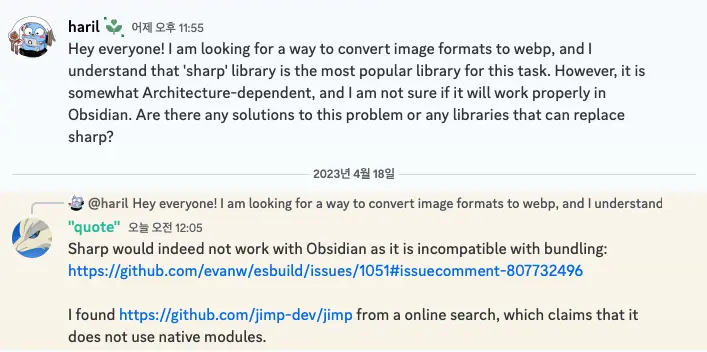 haril 어제 오후 11:55
Hey everyone! I am looking for a way to convert image formats to webp, and I
understand that 'sharp' library is the most popular library for this task. However, it is
somewhat Architecture-dependent, and I am not sure if it will work properly in
Obsidian. Are there any solutions to this problem or any libraries that can replace
sharp?
2023년 4월 18일
@haril Hey everyone! I am looking for a way to convert image formats to webp, and I understand
"quote" 오늘 오전 12:05
Sharp would indeed not work with Obsidian as it is incompatible with bundling:
https://github.com/evanw/esbuild/issues/1051#issuecomment-807732496
I found https://github.com/jimp-dev/jimp from a online search, which claims that it
does not use native modules.